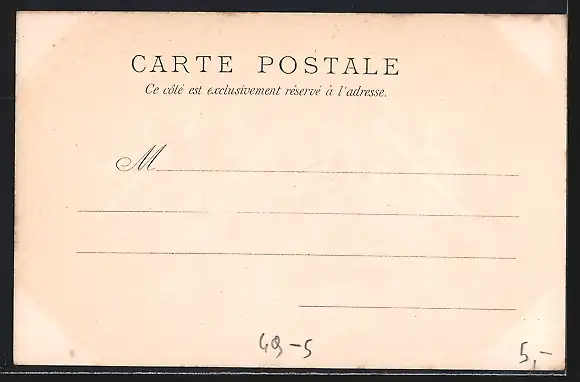 CARTE POSTALE
Ce côté est exclusivement réservé à l'adresse.
M
49-5
5,-